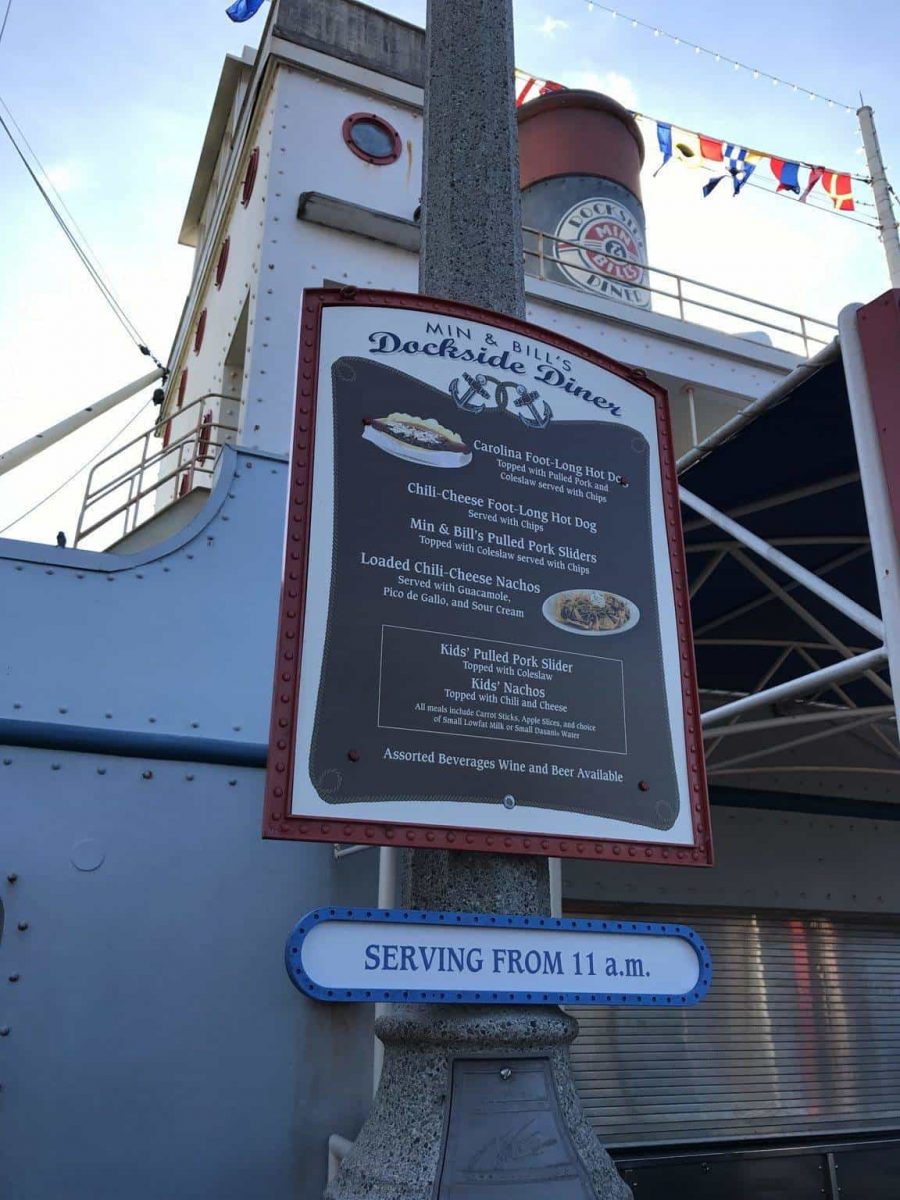 DOCKSIDE
MIN
&
BILL'S
DINER
MIN & BILL'S
Dockside Diner
Carolina Foot-Long Hot Dog
Topped with Pulled Pork and
Coleslaw served with Chips
Chili-Cheese Foot-Long Hot Dog
Served with Chips
Min & Bill's Pulled Pork Sliders
Topped with Coleslaw served with Chips
Loaded Chili-Cheese Nachos
Served with Guacamole,
Pico de Gallo, and Sour Cream
Kids' Pulled Pork Slider
Topped with Coleslaw
Kids' Nachos
Topped with Chili and Cheese
All meals include Carrot Sticks, Apple Slices, and choice
of Small Lowfat Milk or Small Dasani® Water
Assorted Beverages Wine and Beer Available
SERVING FROM 11 a.m.